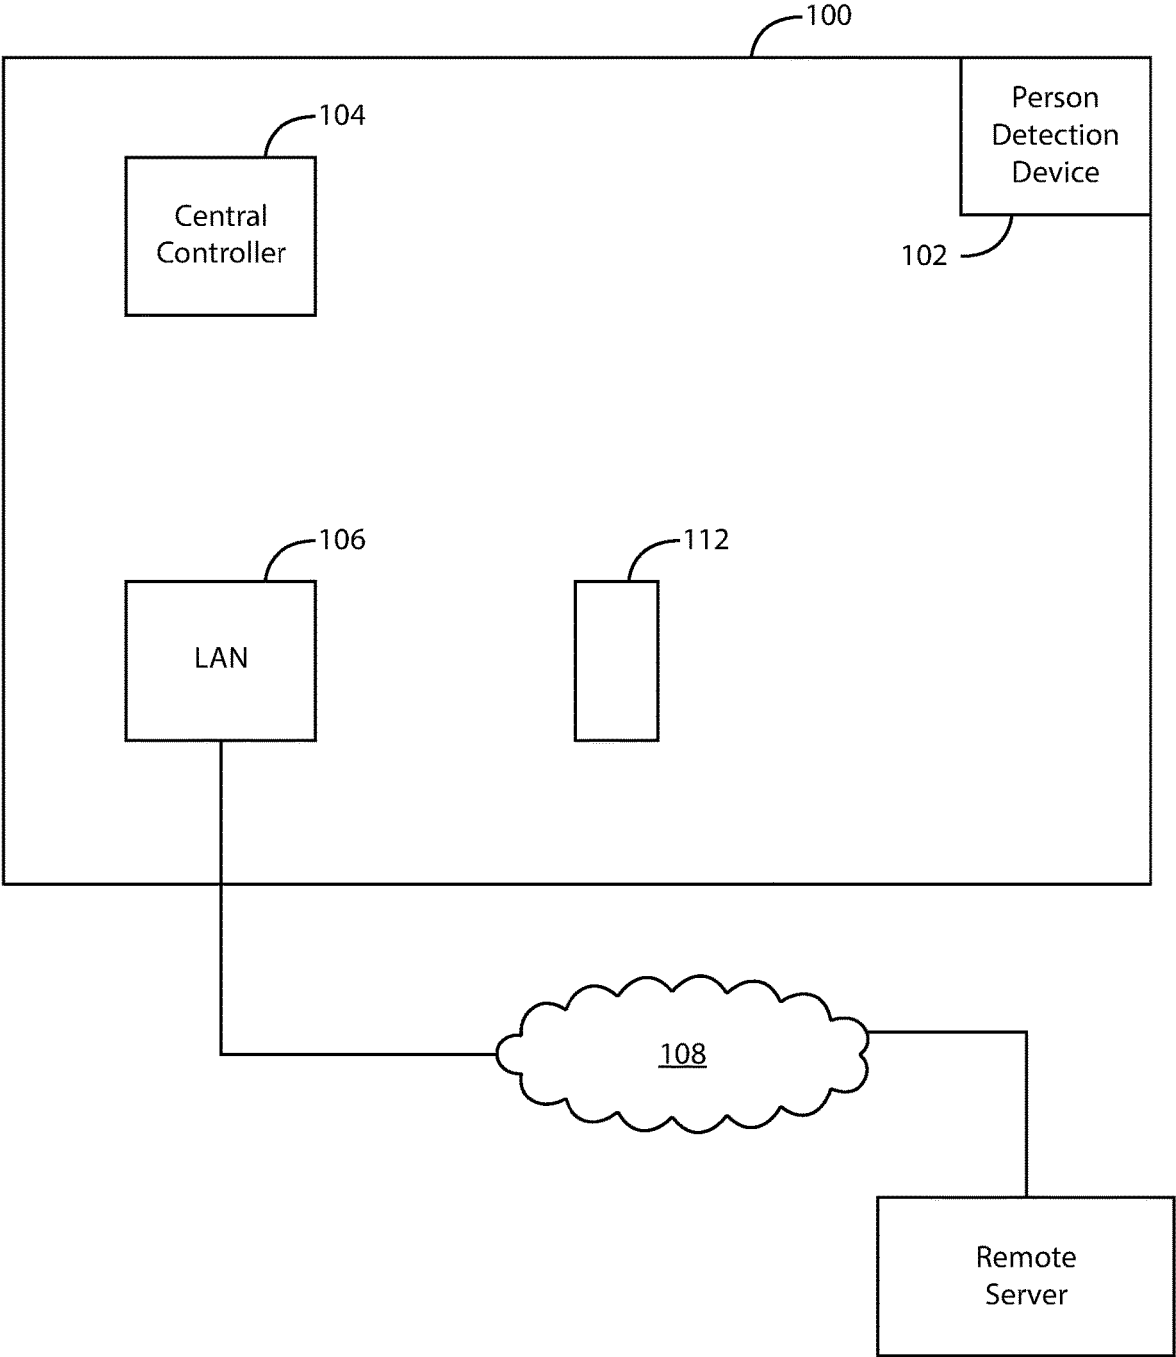 100
Person
Detection
Device
102
104
Central
Controller
106
LAN
112
108
Remote
Server